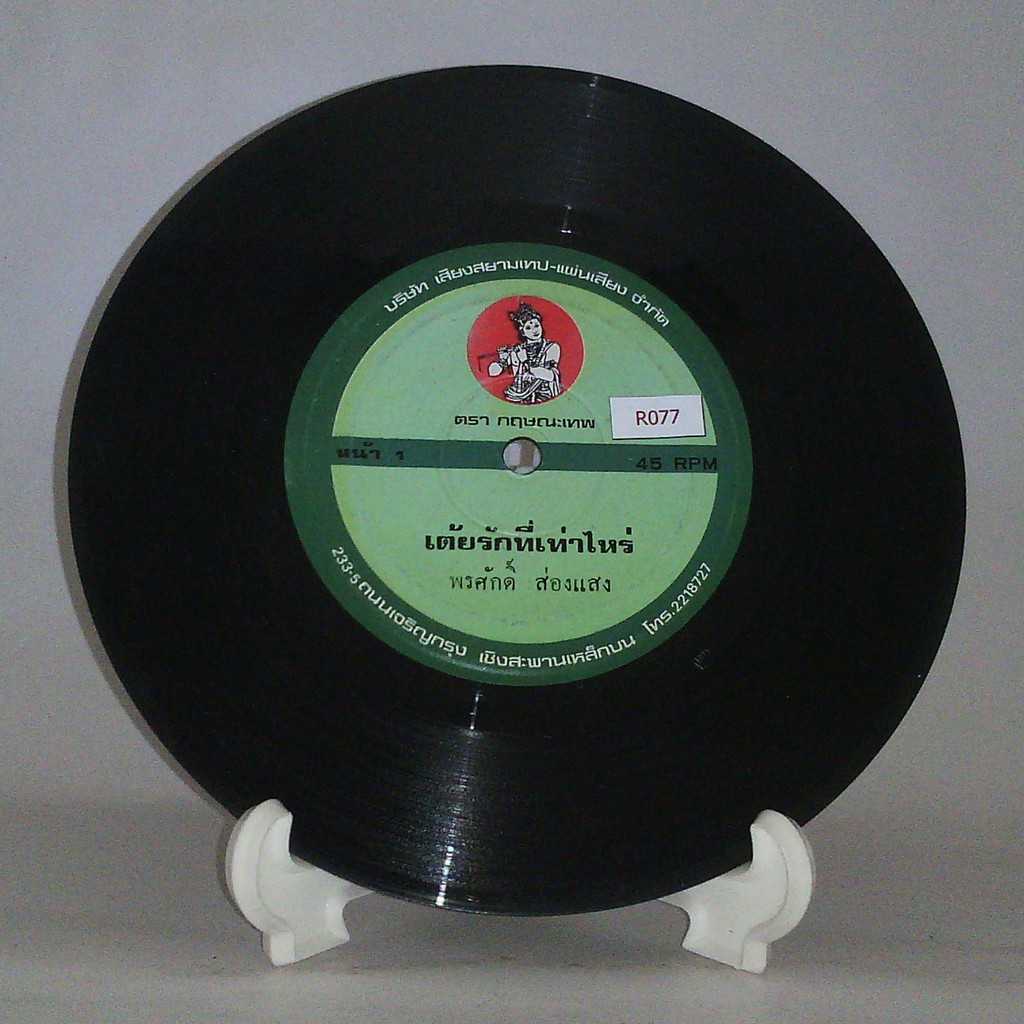 บริษัท เสียงสยามเทป-แผ่นเสียง จำกัด
ตรา กฤษณะเทพ
R077
หน้า 1
45 RPM
เต้ยรักที่เท่าไหร่
พรศักดิ์ ส่องแสง
233-5 ถนนเจริญกรุง เชิงสะพานเหล็กบน โทร.2218727